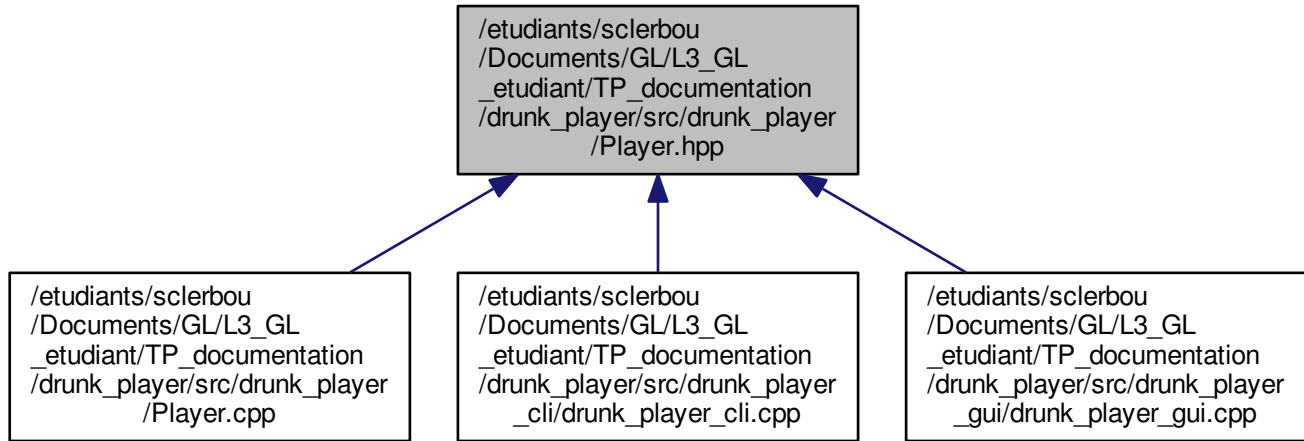 /etudiants/sclerbou
/Documents/GL/L3_GL
_etudiant/TP_documentation
/drunk_player/src/drunk_player
/Player.hpp
/etudiants/sclerbou
/Documents/GL/L3_GL
_etudiant/TP_documentation
/drunk_player/src/drunk_player
/Player.cpp
/etudiants/sclerbou
/Documents/GL/L3_GL
_etudiant/TP_documentation
/drunk_player/src/drunk_player
_cli/drunk_player_cli.cpp
/etudiants/sclerbou
/Documents/GL/L3_GL
_etudiant/TP_documentation
/drunk_player/src/drunk_player
_gui/drunk_player_gui.cpp